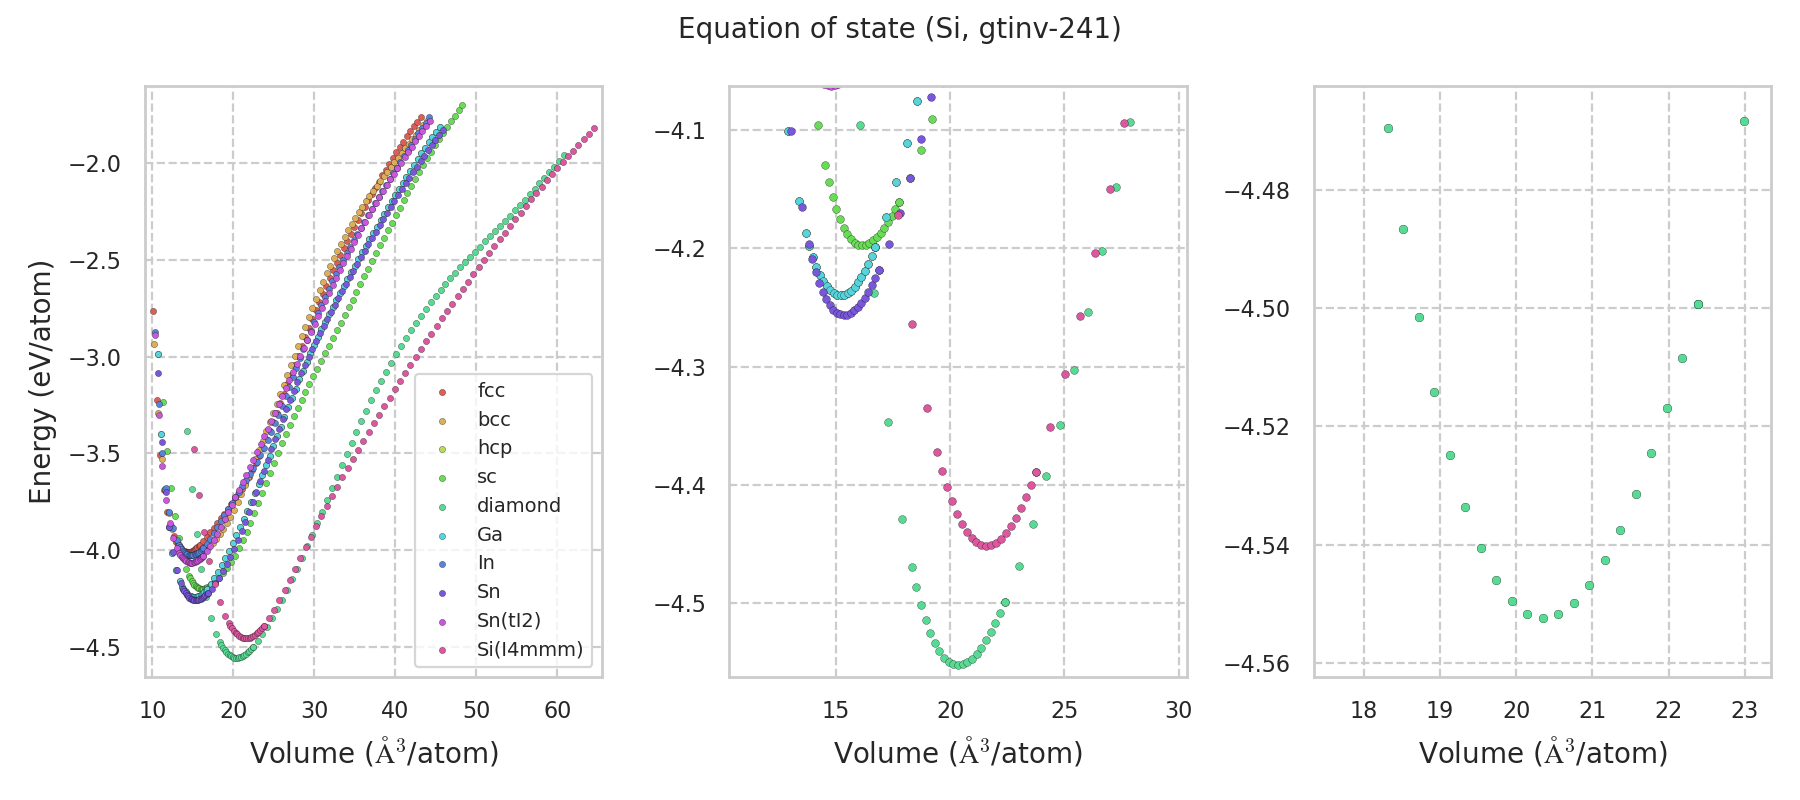 Equation of state (Si, gtinv-241)
Energy (eV/atom)
−2.0
−2.5
−3.0
−3.5
−4.0
−4.5
10 20 30 40 50 60
Volume (Å³/atom)
fcc
bcc
hcp
sc
diamond
Ga
In
Sn
Sn(tI2)
Si(I4mmm)
−4.1
−4.2
−4.3
−4.4
−4.5
15 20 25 30
Volume (Å³/atom)
−4.48
−4.50
−4.52
−4.54
−4.56
18 19 20 21 22 23
Volume (Å³/atom)